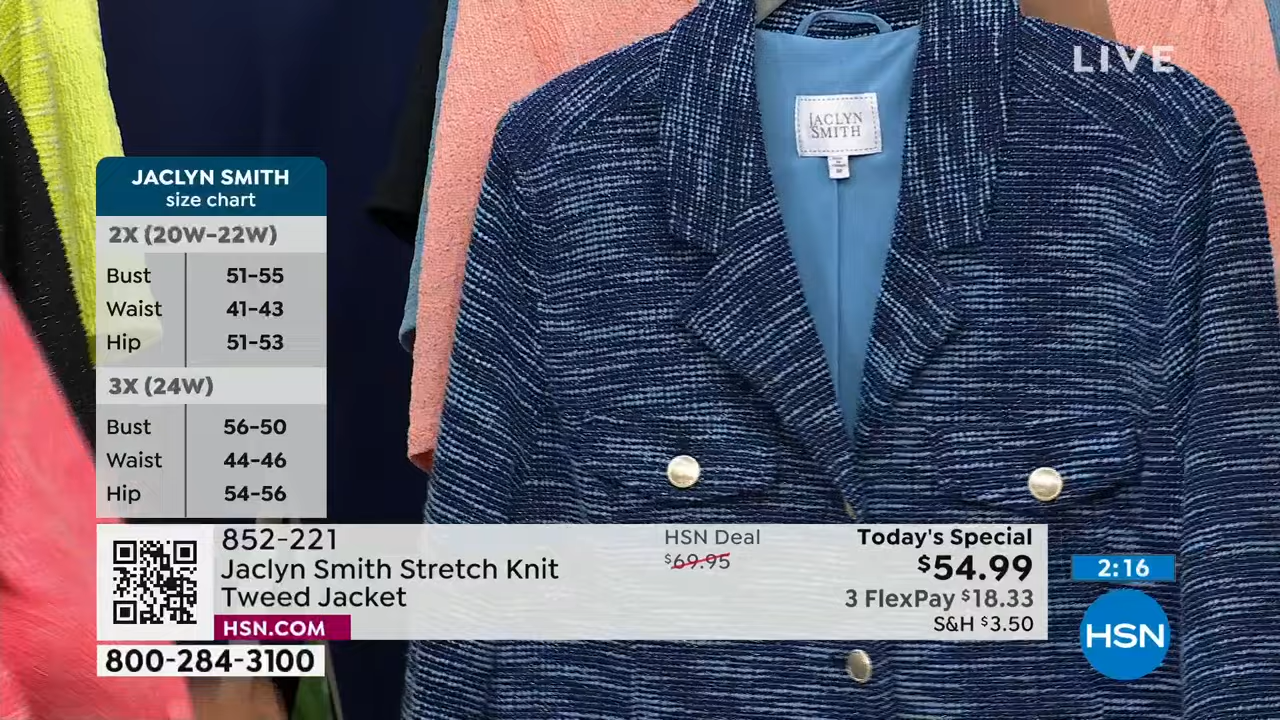 LIVE
JACLYN
SMITH
JACLYN SMITH
size chart
2X (20W-22W)
Bust 51-55
Waist 41-43
Hip 51-53
3X (24W)
Bust 56-50
Waist 44-46
Hip 54-56
852-221
Jaclyn Smith Stretch Knit
Tweed Jacket
HSN.COM
800-284-3100
HSN Deal
$69.95
Today's Special
$54.99
3 FlexPay $18.33
S&H $3.50
2:16
HSN